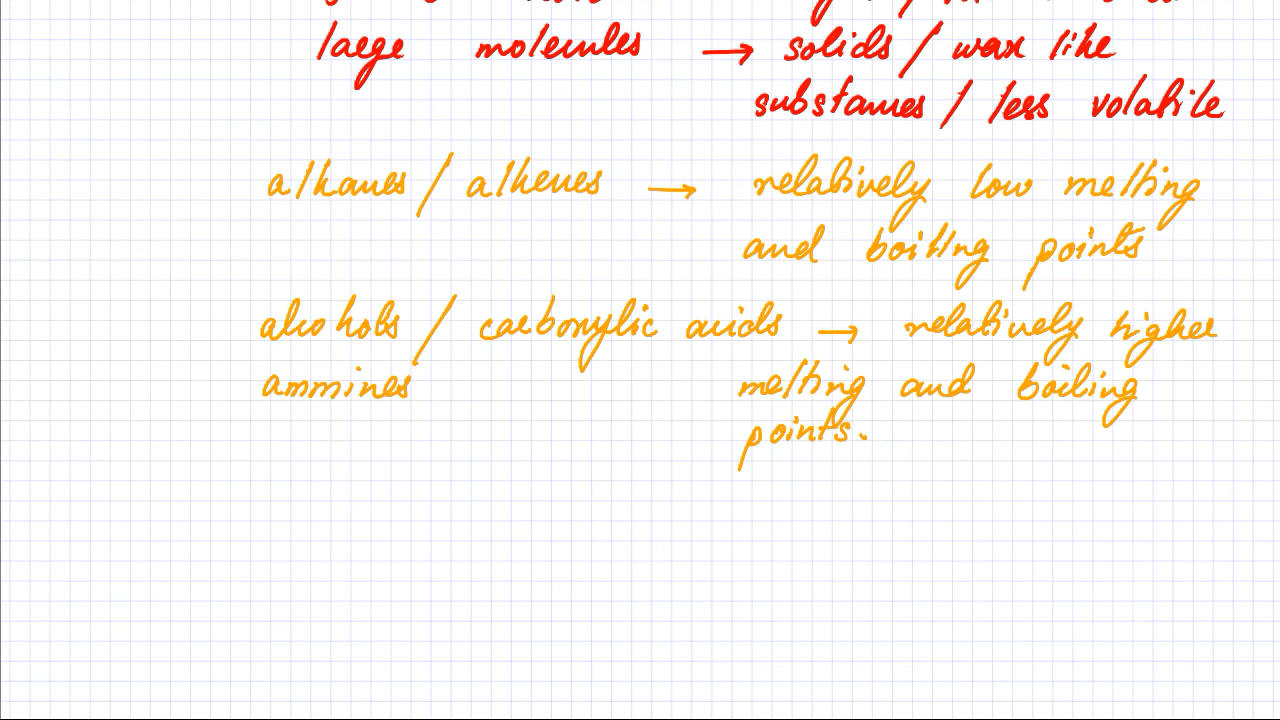 large molecules → solids / wax like
substances / less volatile
alkanes / alkenes → relatively low melting
and boiling points
alcohols / carboxylic acids → relatively higher
ammines melting and boiling
points.